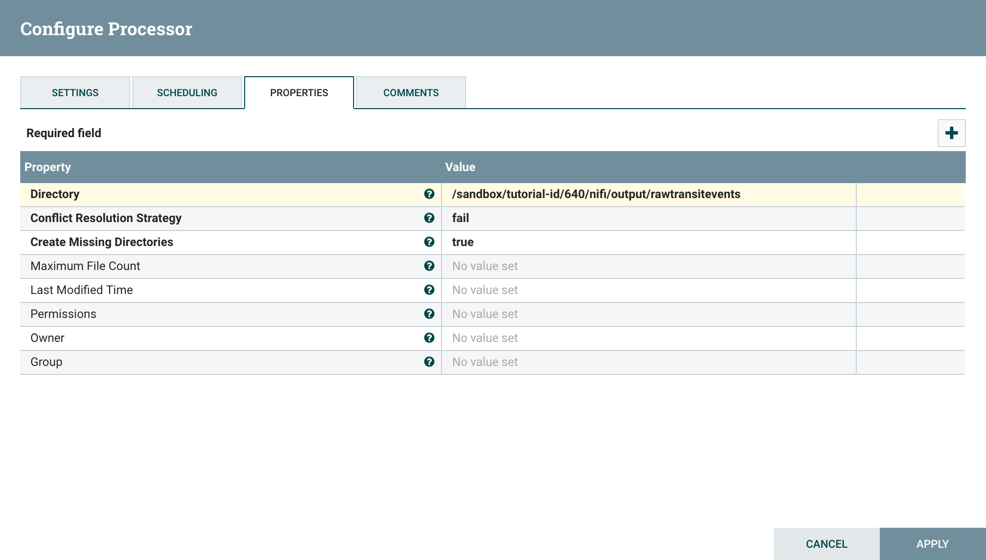 Configure Processor
SETTINGS SCHEDULING PROPERTIES COMMENTS
Required field
Property Value
Directory /sandbox/tutorial-id/640/nifi/output/rawtransitevents
Conflict Resolution Strategy fail
Create Missing Directories true
Maximum File Count No value set
Last Modified Time No value set
Permissions No value set
Owner No value set
Group No value set
CANCEL APPLY